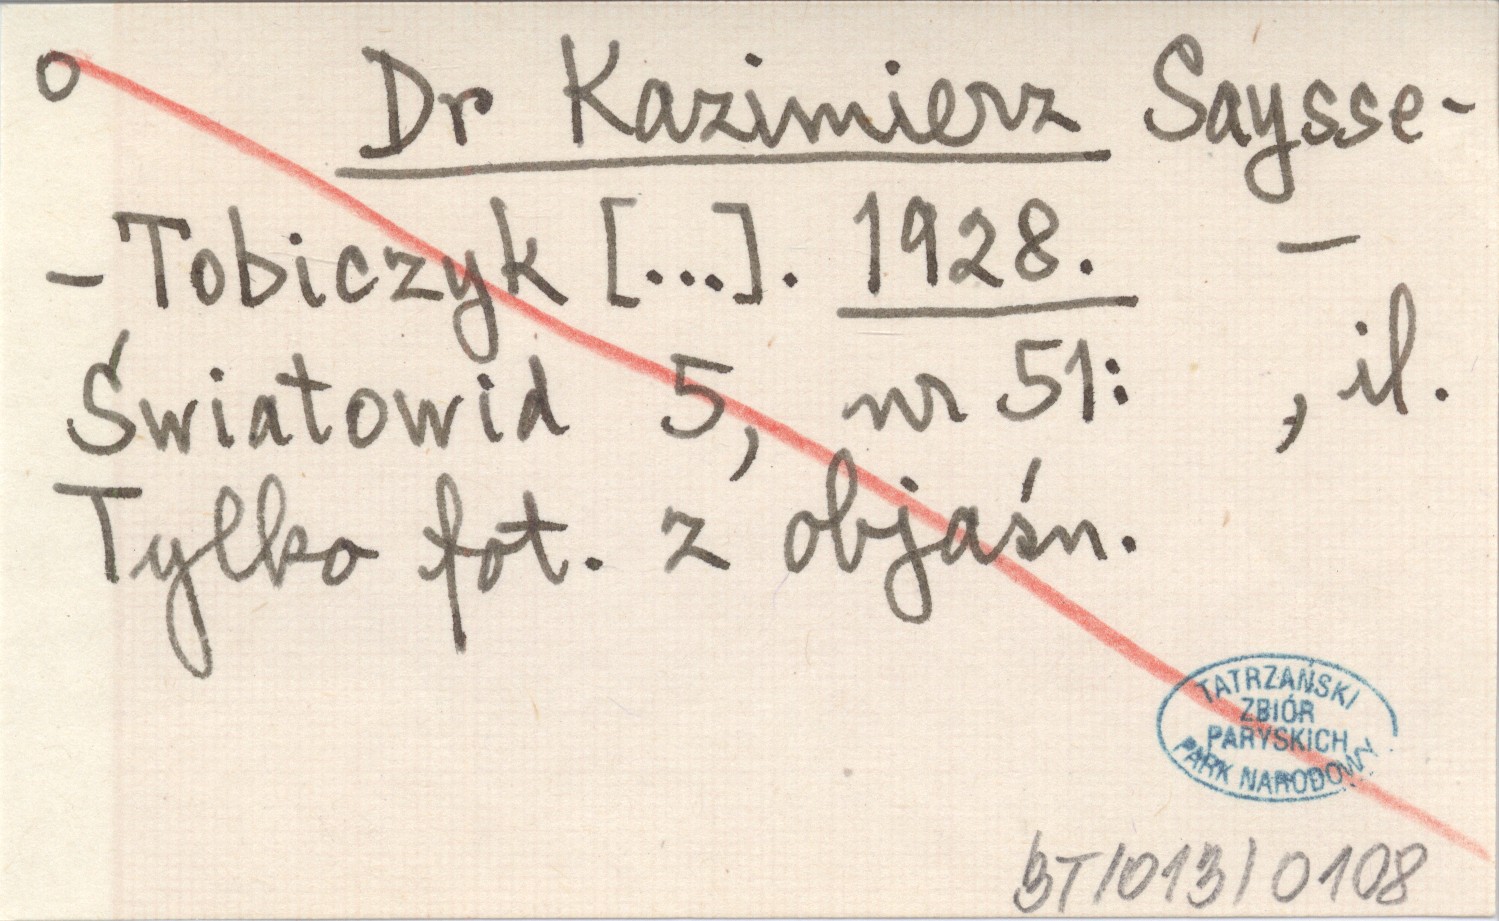 o Dr Kazimierz Saysse-
-Tobiczyk [...]. 1928. —
Światowid 5, nr 51: , il.
Tylko fot. z objaśn.
TATRZAŃSKI
ZBIÓR
PARYSKICH
PARK NARODOWY
BT/013/0108